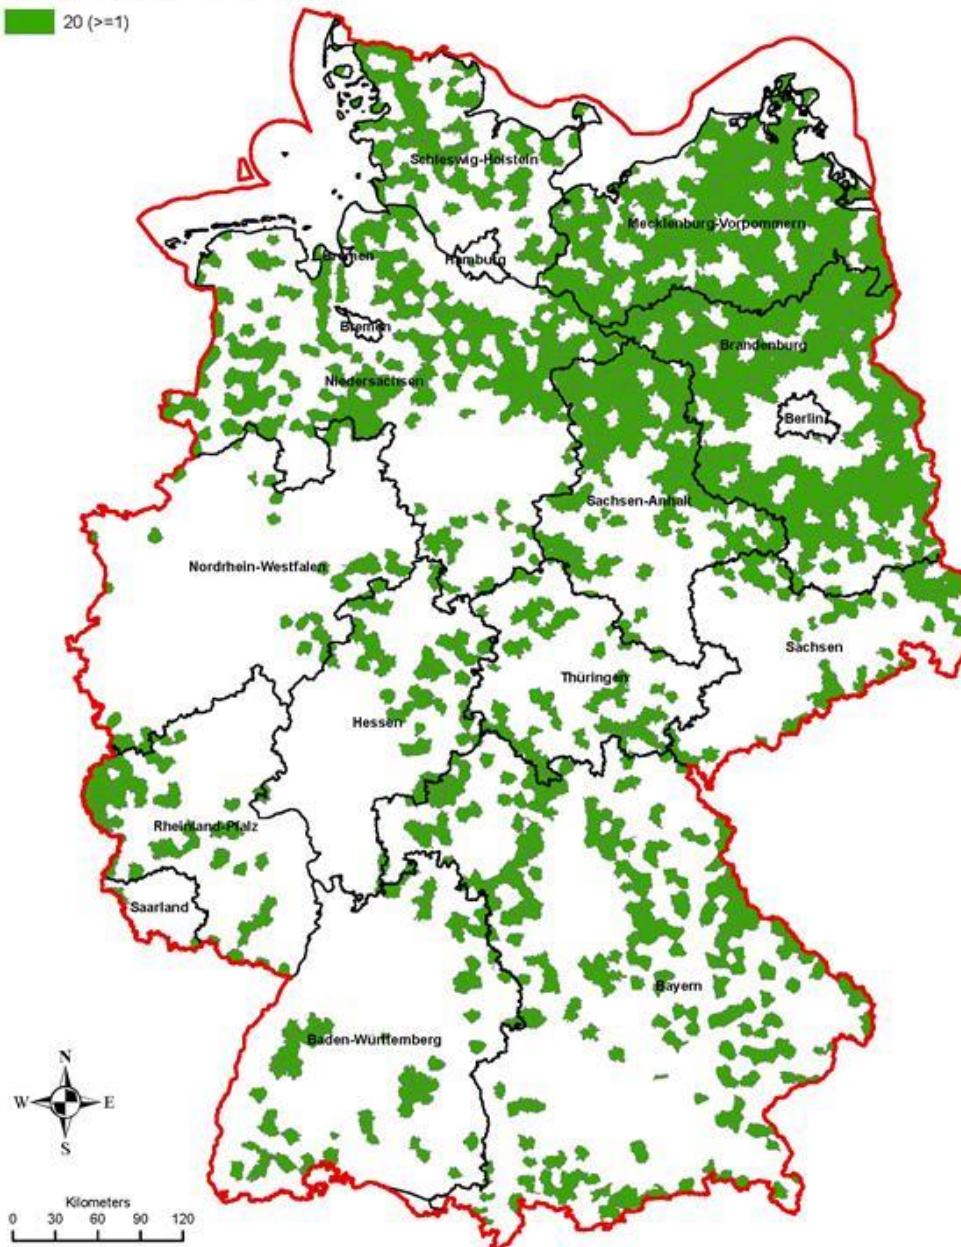 20 (>=1)
Schleswig-Holstein
Mecklenburg-Vorpommern
Bremen
Hamburg
Bremen
Brandenburg
Niedersachsen
Berlin
Sachsen-Anhalt
Nordrhein-Westfalen
Sachsen
Thüringen
Hessen
Rheinland-Pfalz
Saarland
Bayern
Baden-Württemberg
N
W E
S
Kilometers
0 30 60 90 120